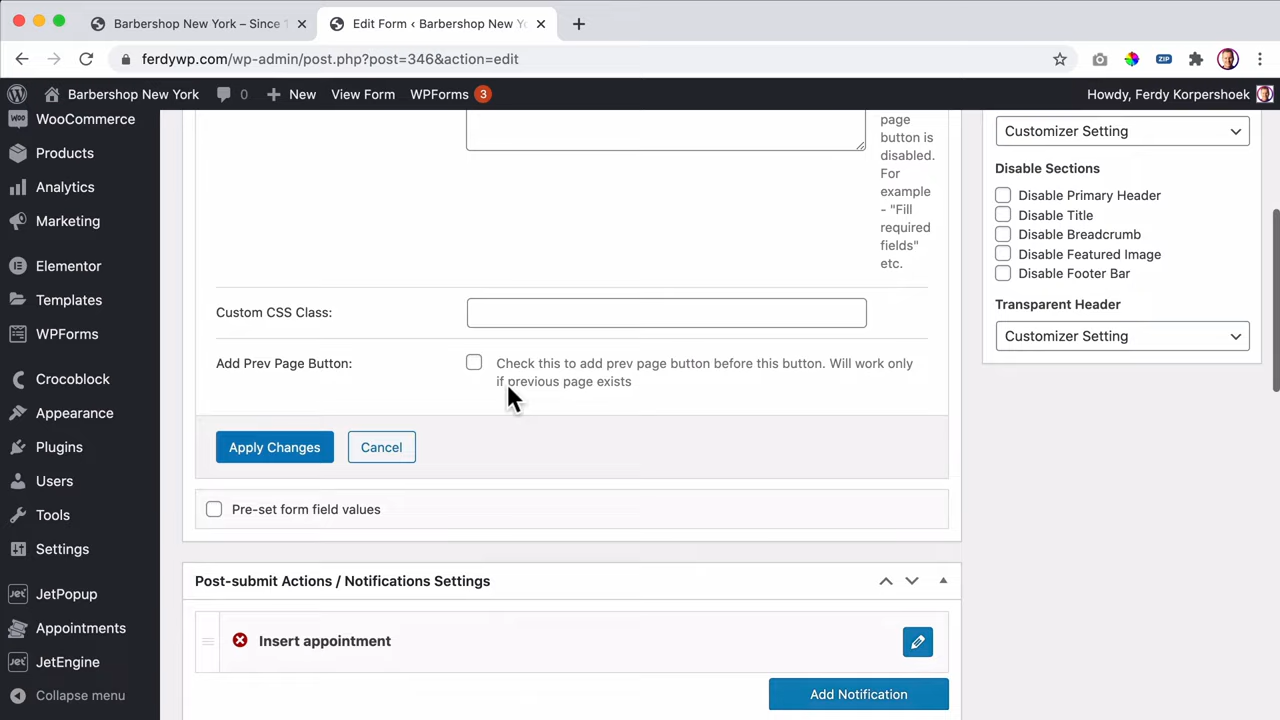 Barbershop New York – Since 1
Edit Form ‹ Barbershop New Yo
ferdywp.com/wp-admin/post.php?post=346&action=edit
ZIP
Barbershop New York
0
New
View Form
WPForms
3
Howdy, Ferdy Korpershoek
WooCommerce
Products
Analytics
Marketing
Elementor
Templates
WPForms
Crocoblock
Appearance
Plugins
Users
Tools
Settings
JetPopup
Appointments
JetEngine
Collapse menu
page
button is
disabled.
For
example
- "Fill
required
fields"
etc.
Custom CSS Class:
Add Prev Page Button:
Check this to add prev page button before this button. Will work only
if previous page exists
Apply Changes
Cancel
Pre-set form field values
Post-submit Actions / Notifications Settings
Insert appointment
Add Notification
Customizer Setting
Disable Sections
Disable Primary Header
Disable Title
Disable Breadcrumb
Disable Featured Image
Disable Footer Bar
Transparent Header
Customizer Setting